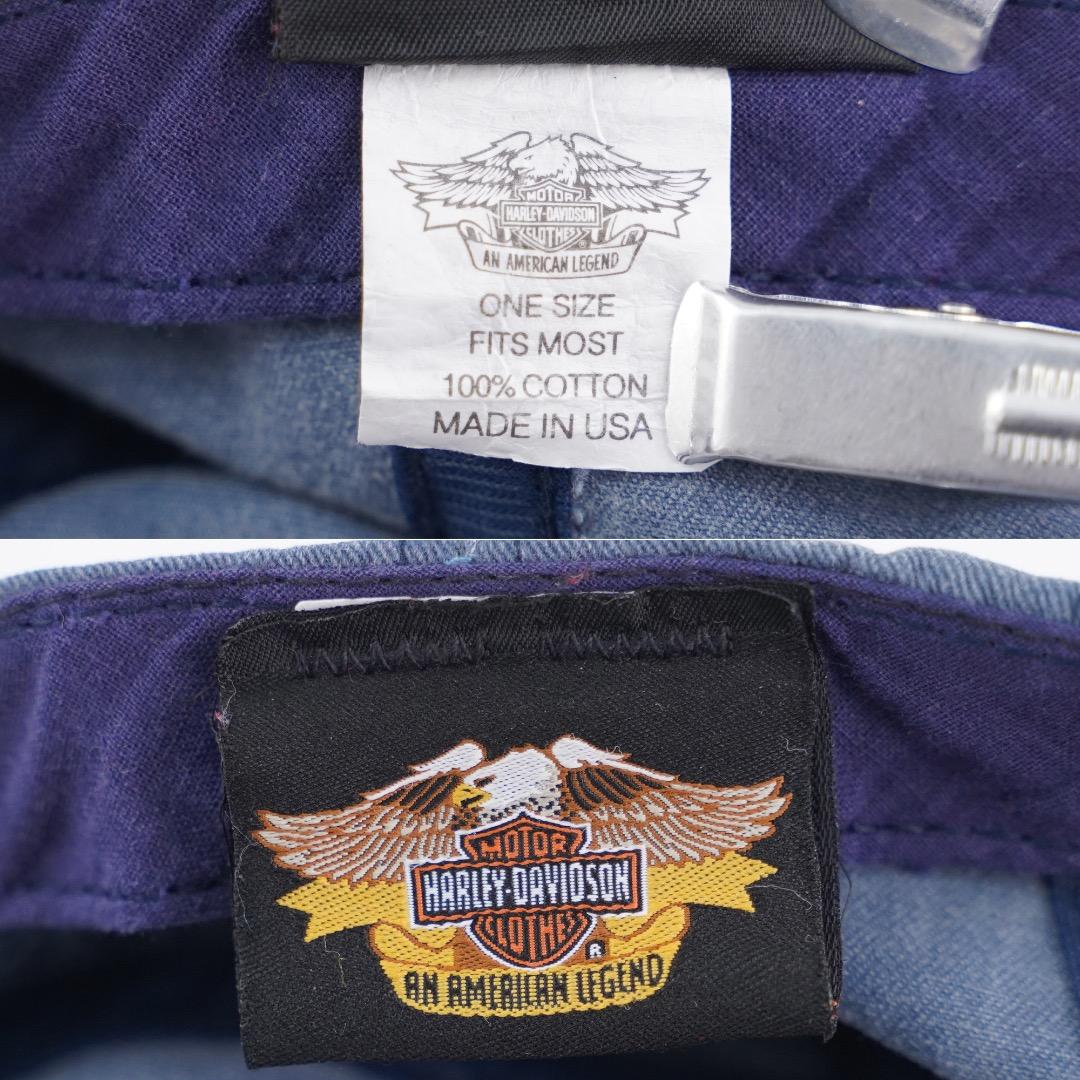 MOTOR
HARLEY-DAVIDSON
CLOTHES
®
AN AMERICAN LEGEND
ONE SIZE
FITS MOST
100% COTTON
MADE IN USA
MOTOR
HARLEY-DAVIDSON
CLOTHES
®
AN AMERICAN LEGEND